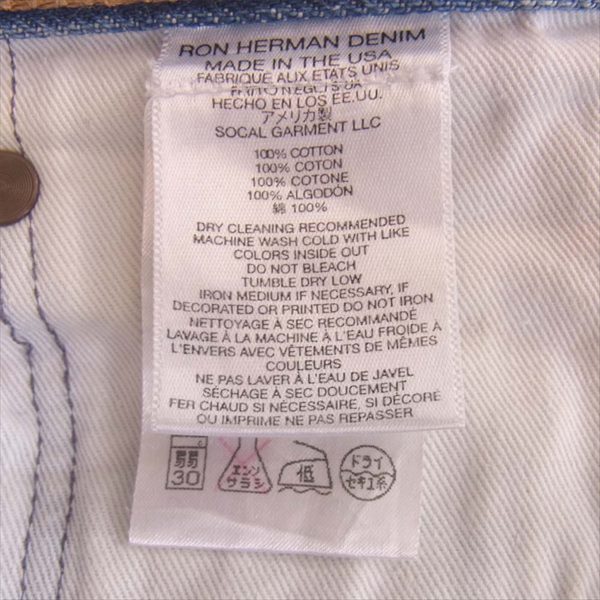 RON HERMAN DENIM
MADE IN THE USA
FABRIQUE AUX ETATS UNIS
HECHO EN LOS EE.UU.
アメリカ製
SOCAL GARMENT LLC
100% COTTON
100% COTON
100% COTONE
100% ALGODÓN
綿 100%
DRY CLEANING RECOMMENDED
MACHINE WASH COLD WITH LIKE
COLORS INSIDE OUT
DO NOT BLEACH
TUMBLE DRY LOW
IRON MEDIUM IF NECESSARY, IF
DECORATED OR PRINTED DO NOT IRON
NETTOYAGE À SEC RECOMMANDÉ
LAVAGE À LA MACHINE À L'EAU FROIDE À
L'ENVERS AVEC VÊTEMENTS DE MÊMES
COULEURS
NE PAS LAVER À L'EAU DE JAVEL
SÉCHAGE À SEC DOUCEMENT
FER CHAUD SI NÉCESSAIRE, SI DÉCORÉ
OU IMPRIMÉ NE PAS REPASSER
30
エンソ
サラシ
低
ドライ
セキユ系